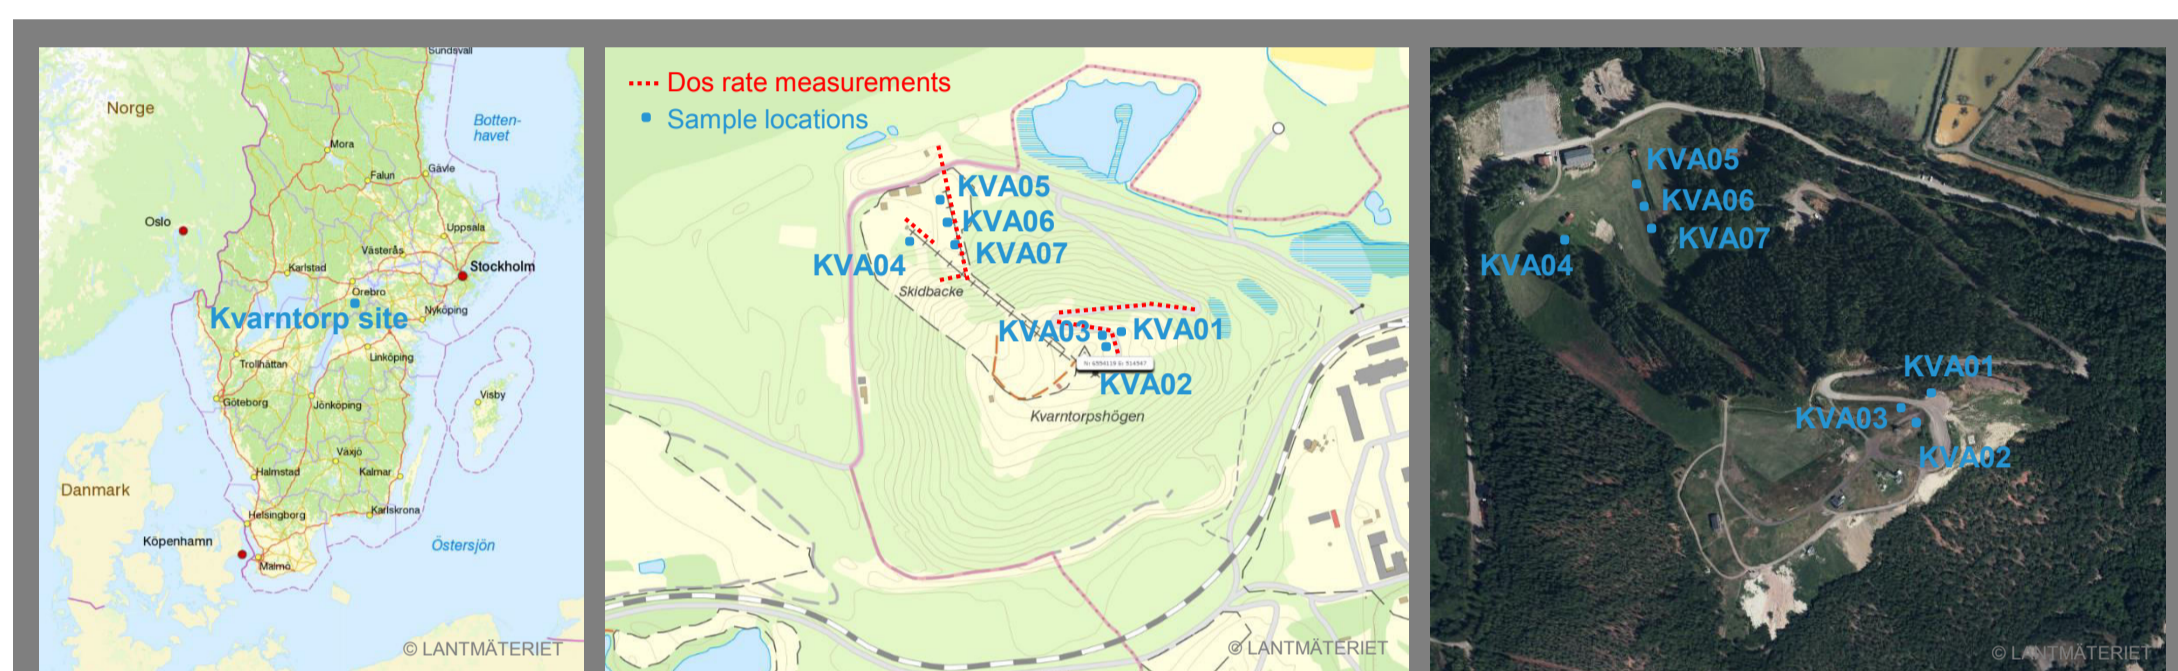 Sundsvall
Norge
Botten-
havet
Mora
Falun
Gävle
Oslo
Uppsala
Västerås
Karlstad
Stockholm
Örebro
Kvarntorp site
Nyköping
Linköping
Trollhättan
Visby
Göteborg
Jönköping
Växjö
Halmstad
Kalmar
Danmark
Helsingborg
Karlskrona
Köpenhamn
Östersjön
Malmö
© LANTMÄTERIET
Dos rate measurements
Sample locations
KVA05
KVA06
KVA07
KVA04
Skidbacke
KVA03
KVA01
KVA02
Kvarntorpshögen
© LANTMÄTERIET
KVA05
KVA06
KVA07
KVA04
KVA01
KVA03
KVA02
© LANTMÄTERIET